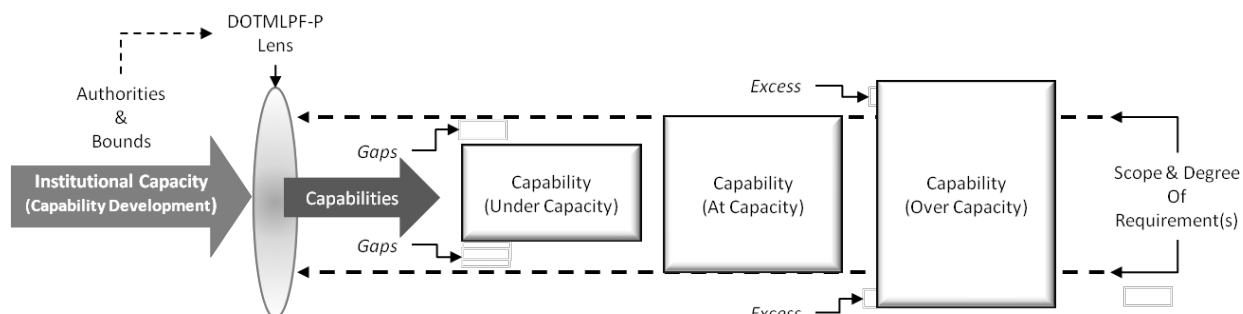 DOTMLPF-P
Lens
Authorities
&
Bounds
Institutional Capacity
(Capability Development)
Capabilities
Gaps
Gaps
Capability
(Under Capacity)
Capability
(At Capacity)
Excess
Capability
(Over Capacity)
Excess
Scope & Degree
Of
Requirement(s)